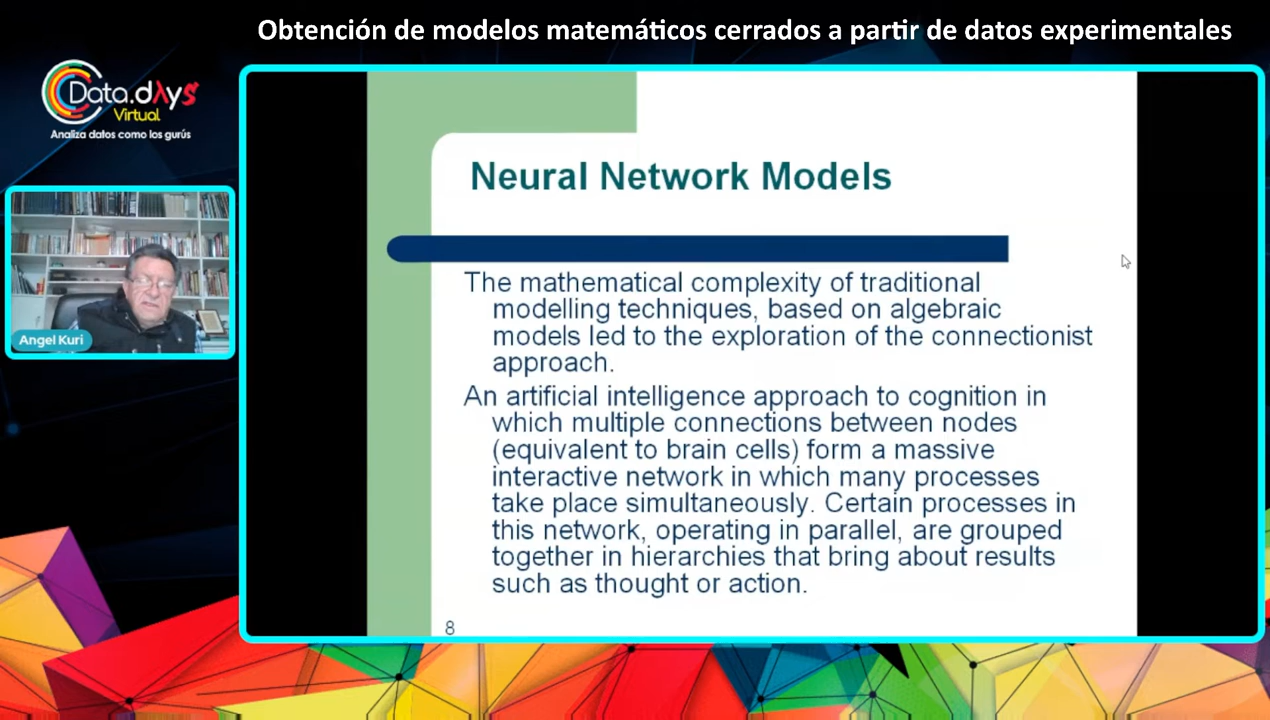 Obtención de modelos matemáticos cerrados a partir de datos experimentales
Data.dAys
Virtual
Analiza datos como los gurús
Angel Kuri
Neural Network Models
The mathematical complexity of traditional
modelling techniques, based on algebraic
models led to the exploration of the connectionist
approach.
An artificial intelligence approach to cognition in
which multiple connections between nodes
(equivalent to brain cells) form a massive
interactive network in which many processes
take place simultaneously. Certain processes in
this network, operating in parallel, are grouped
together in hierarchies that bring about results
such as thought or action.
8